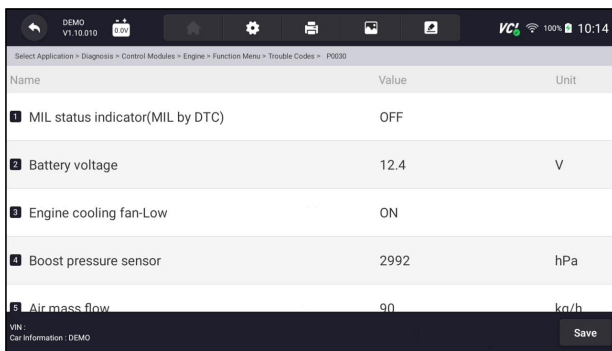 DEMO
V1.10.010
0.0V
VCI 100% 10:14
Select Application > Diagnosis > Control Modules > Engine > Function Menu > Trouble Codes > P0030
Name Value Unit
1 MIL status indicator(MIL by DTC) OFF
2 Battery voltage 12.4 V
3 Engine cooling fan-Low ON
4 Boost pressure sensor 2992 hPa
5 Air mass flow 90 kg/h
VIN :
Car Information : DEMO
Save